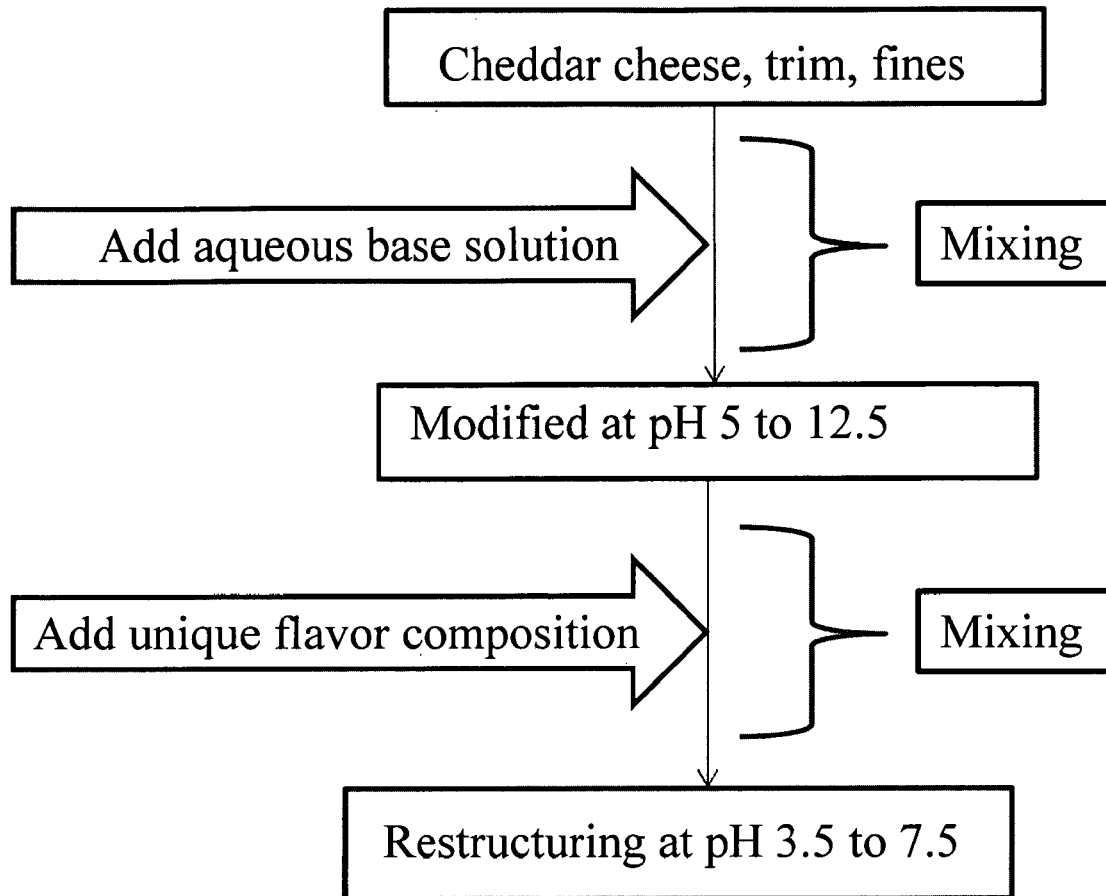 Cheddar cheese, trim, fines
Add aqueous base solution
Mixing
Modified at pH 5 to 12.5
Add unique flavor composition
Mixing
Restructuring at pH 3.5 to 7.5